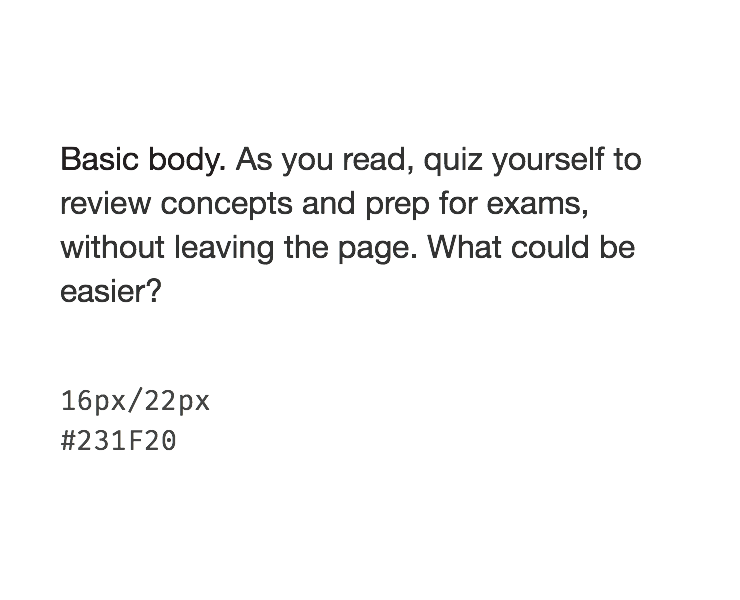 Basic body. As you read, quiz yourself to
review concepts and prep for exams,
without leaving the page. What could be
easier?
16px/22px
#231F20